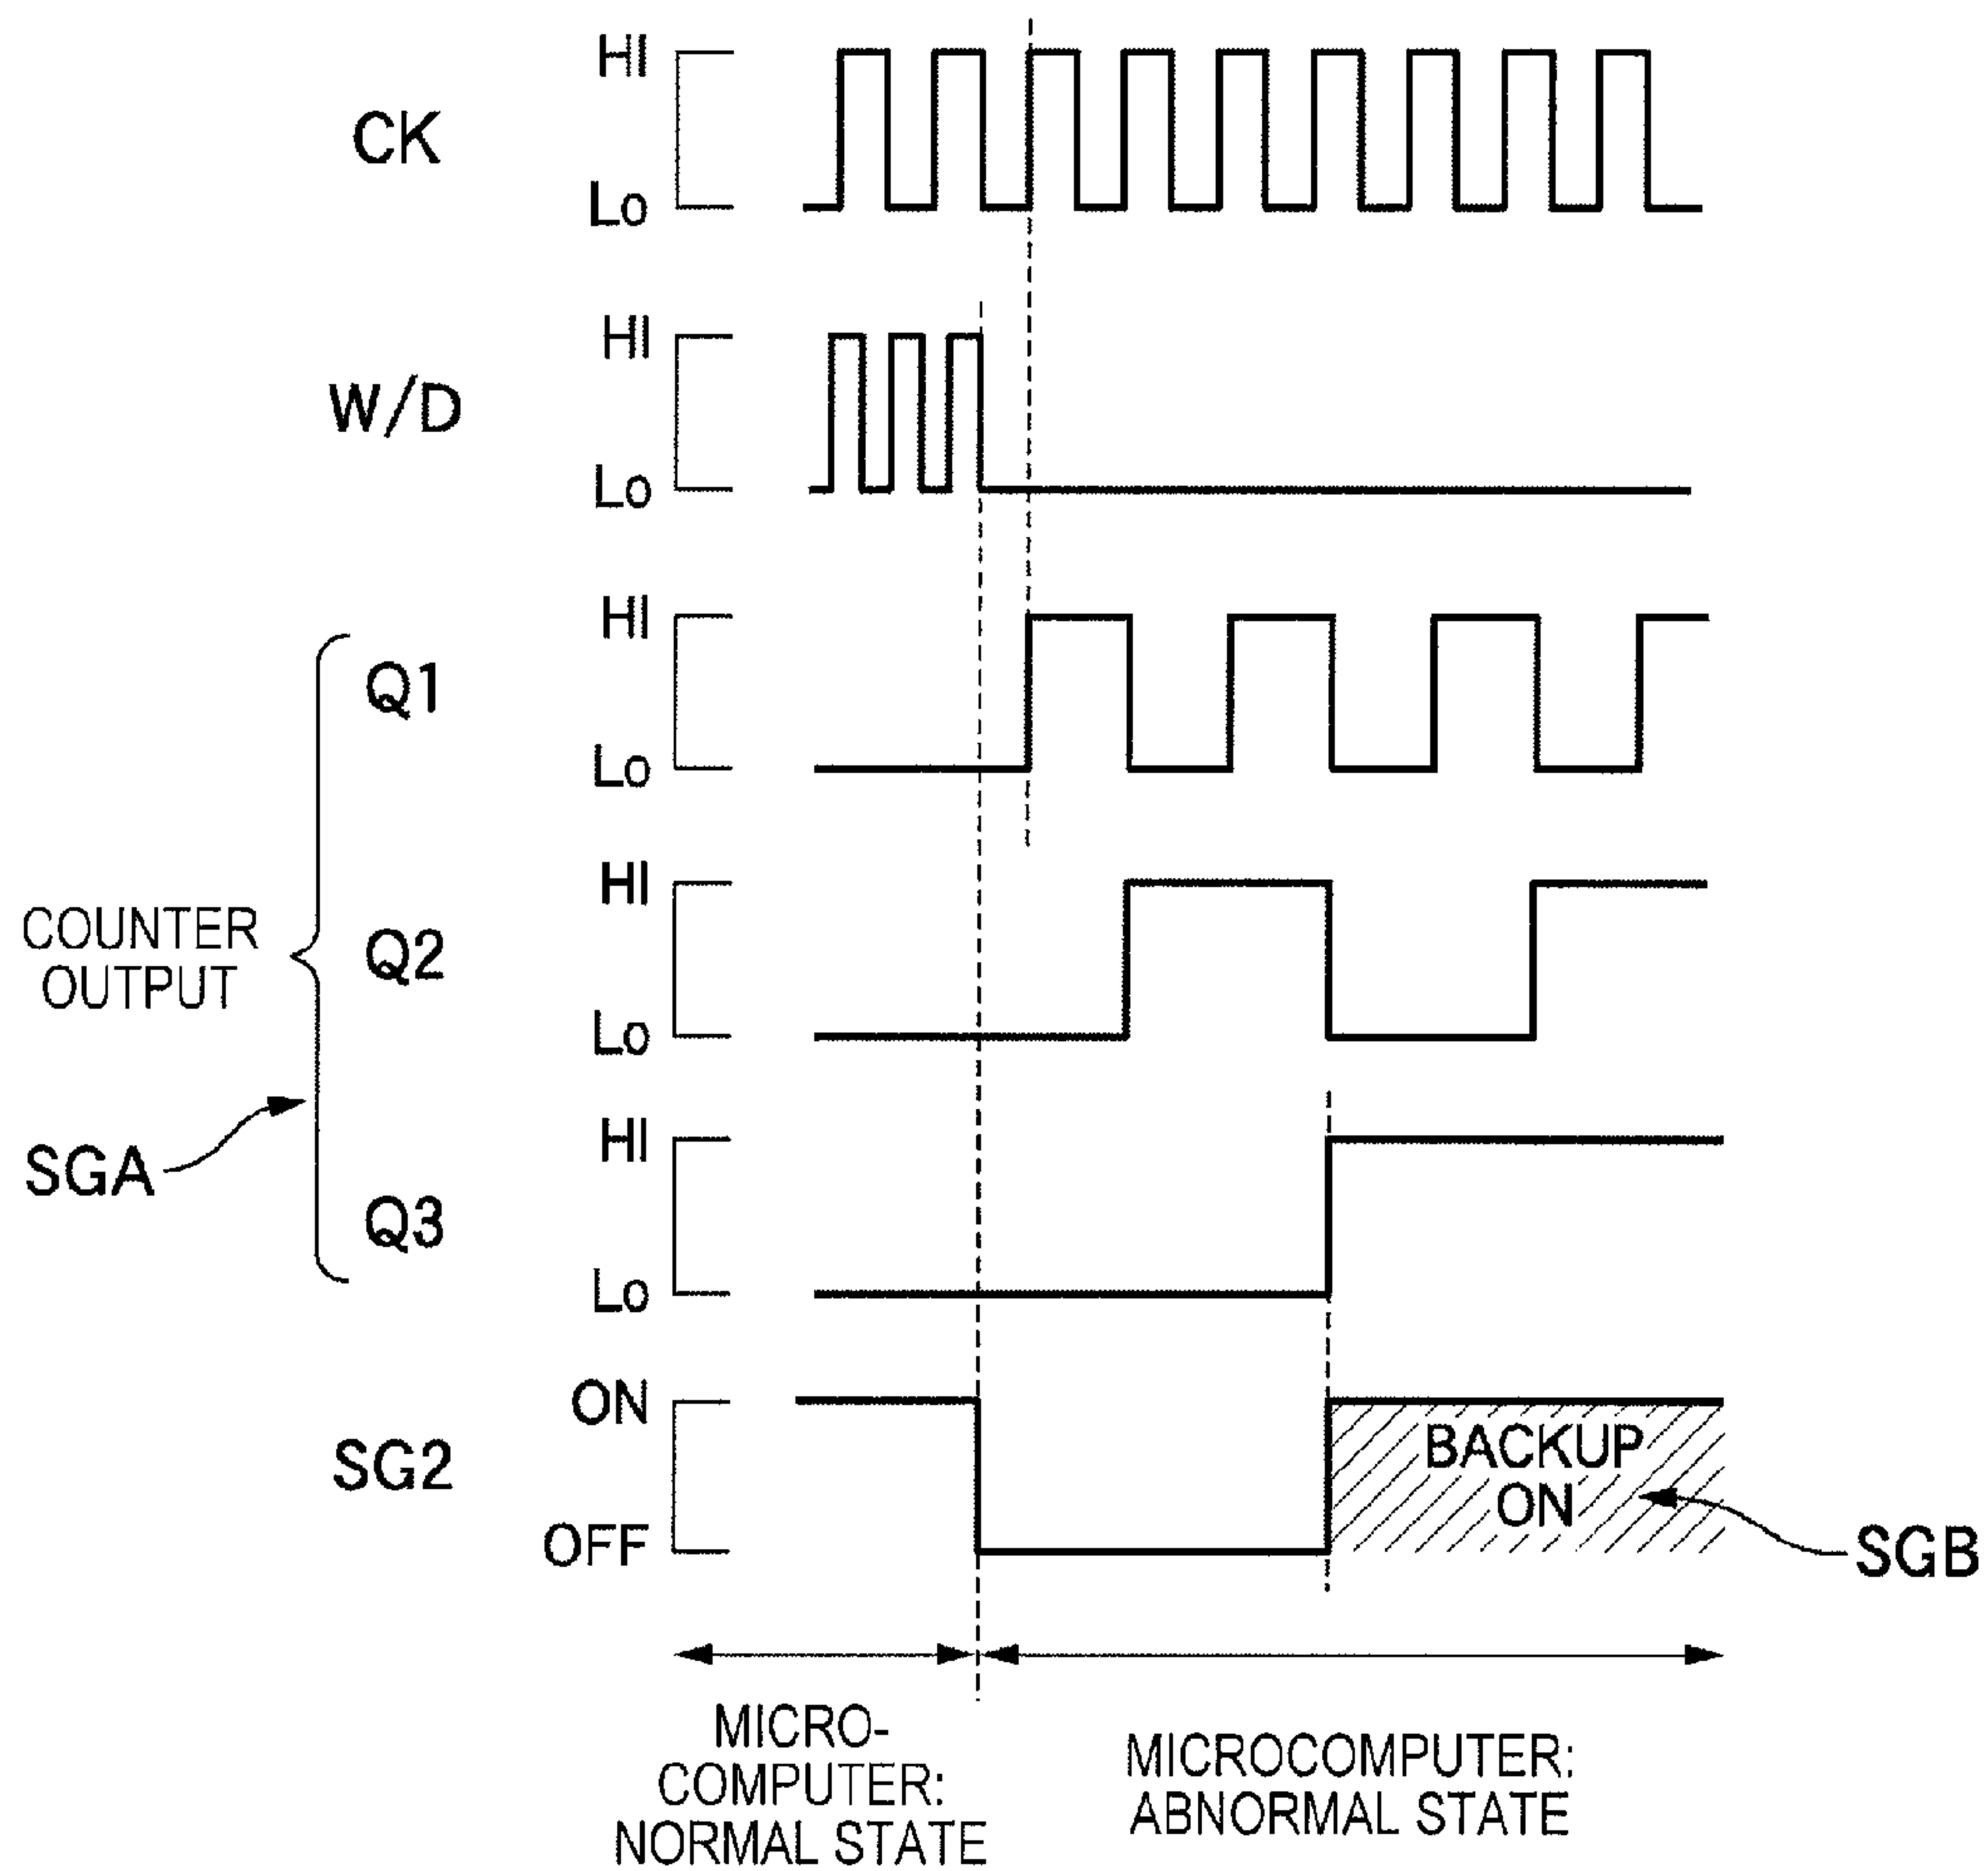 HI
CK
Lo
HI
W/D
Lo
HI
Q1
Lo
HI
COUNTER
OUTPUT
Q2
Lo
HI
SGA
Q3
Lo
ON
SG2
BACKUP
ON
OFF
SGB
MICRO-
COMPUTER:
NORMAL STATE
MICROCOMPUTER:
ABNORMAL STATE